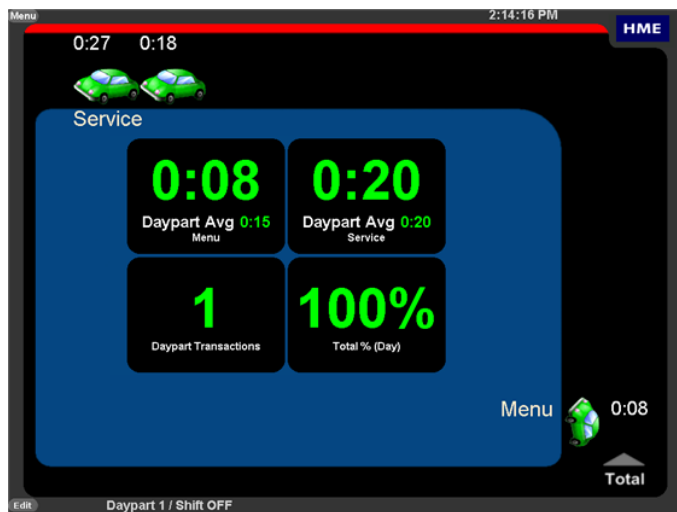 Menu
2:14:16 PM
HME
0:27 0:18
Service
0:08
Daypart Avg 0:15
Menu
0:20
Daypart Avg 0:20
Service
1
Daypart Transactions
100%
Total % (Day)
Menu 0:08
Total
Edit
Daypart 1 / Shift OFF